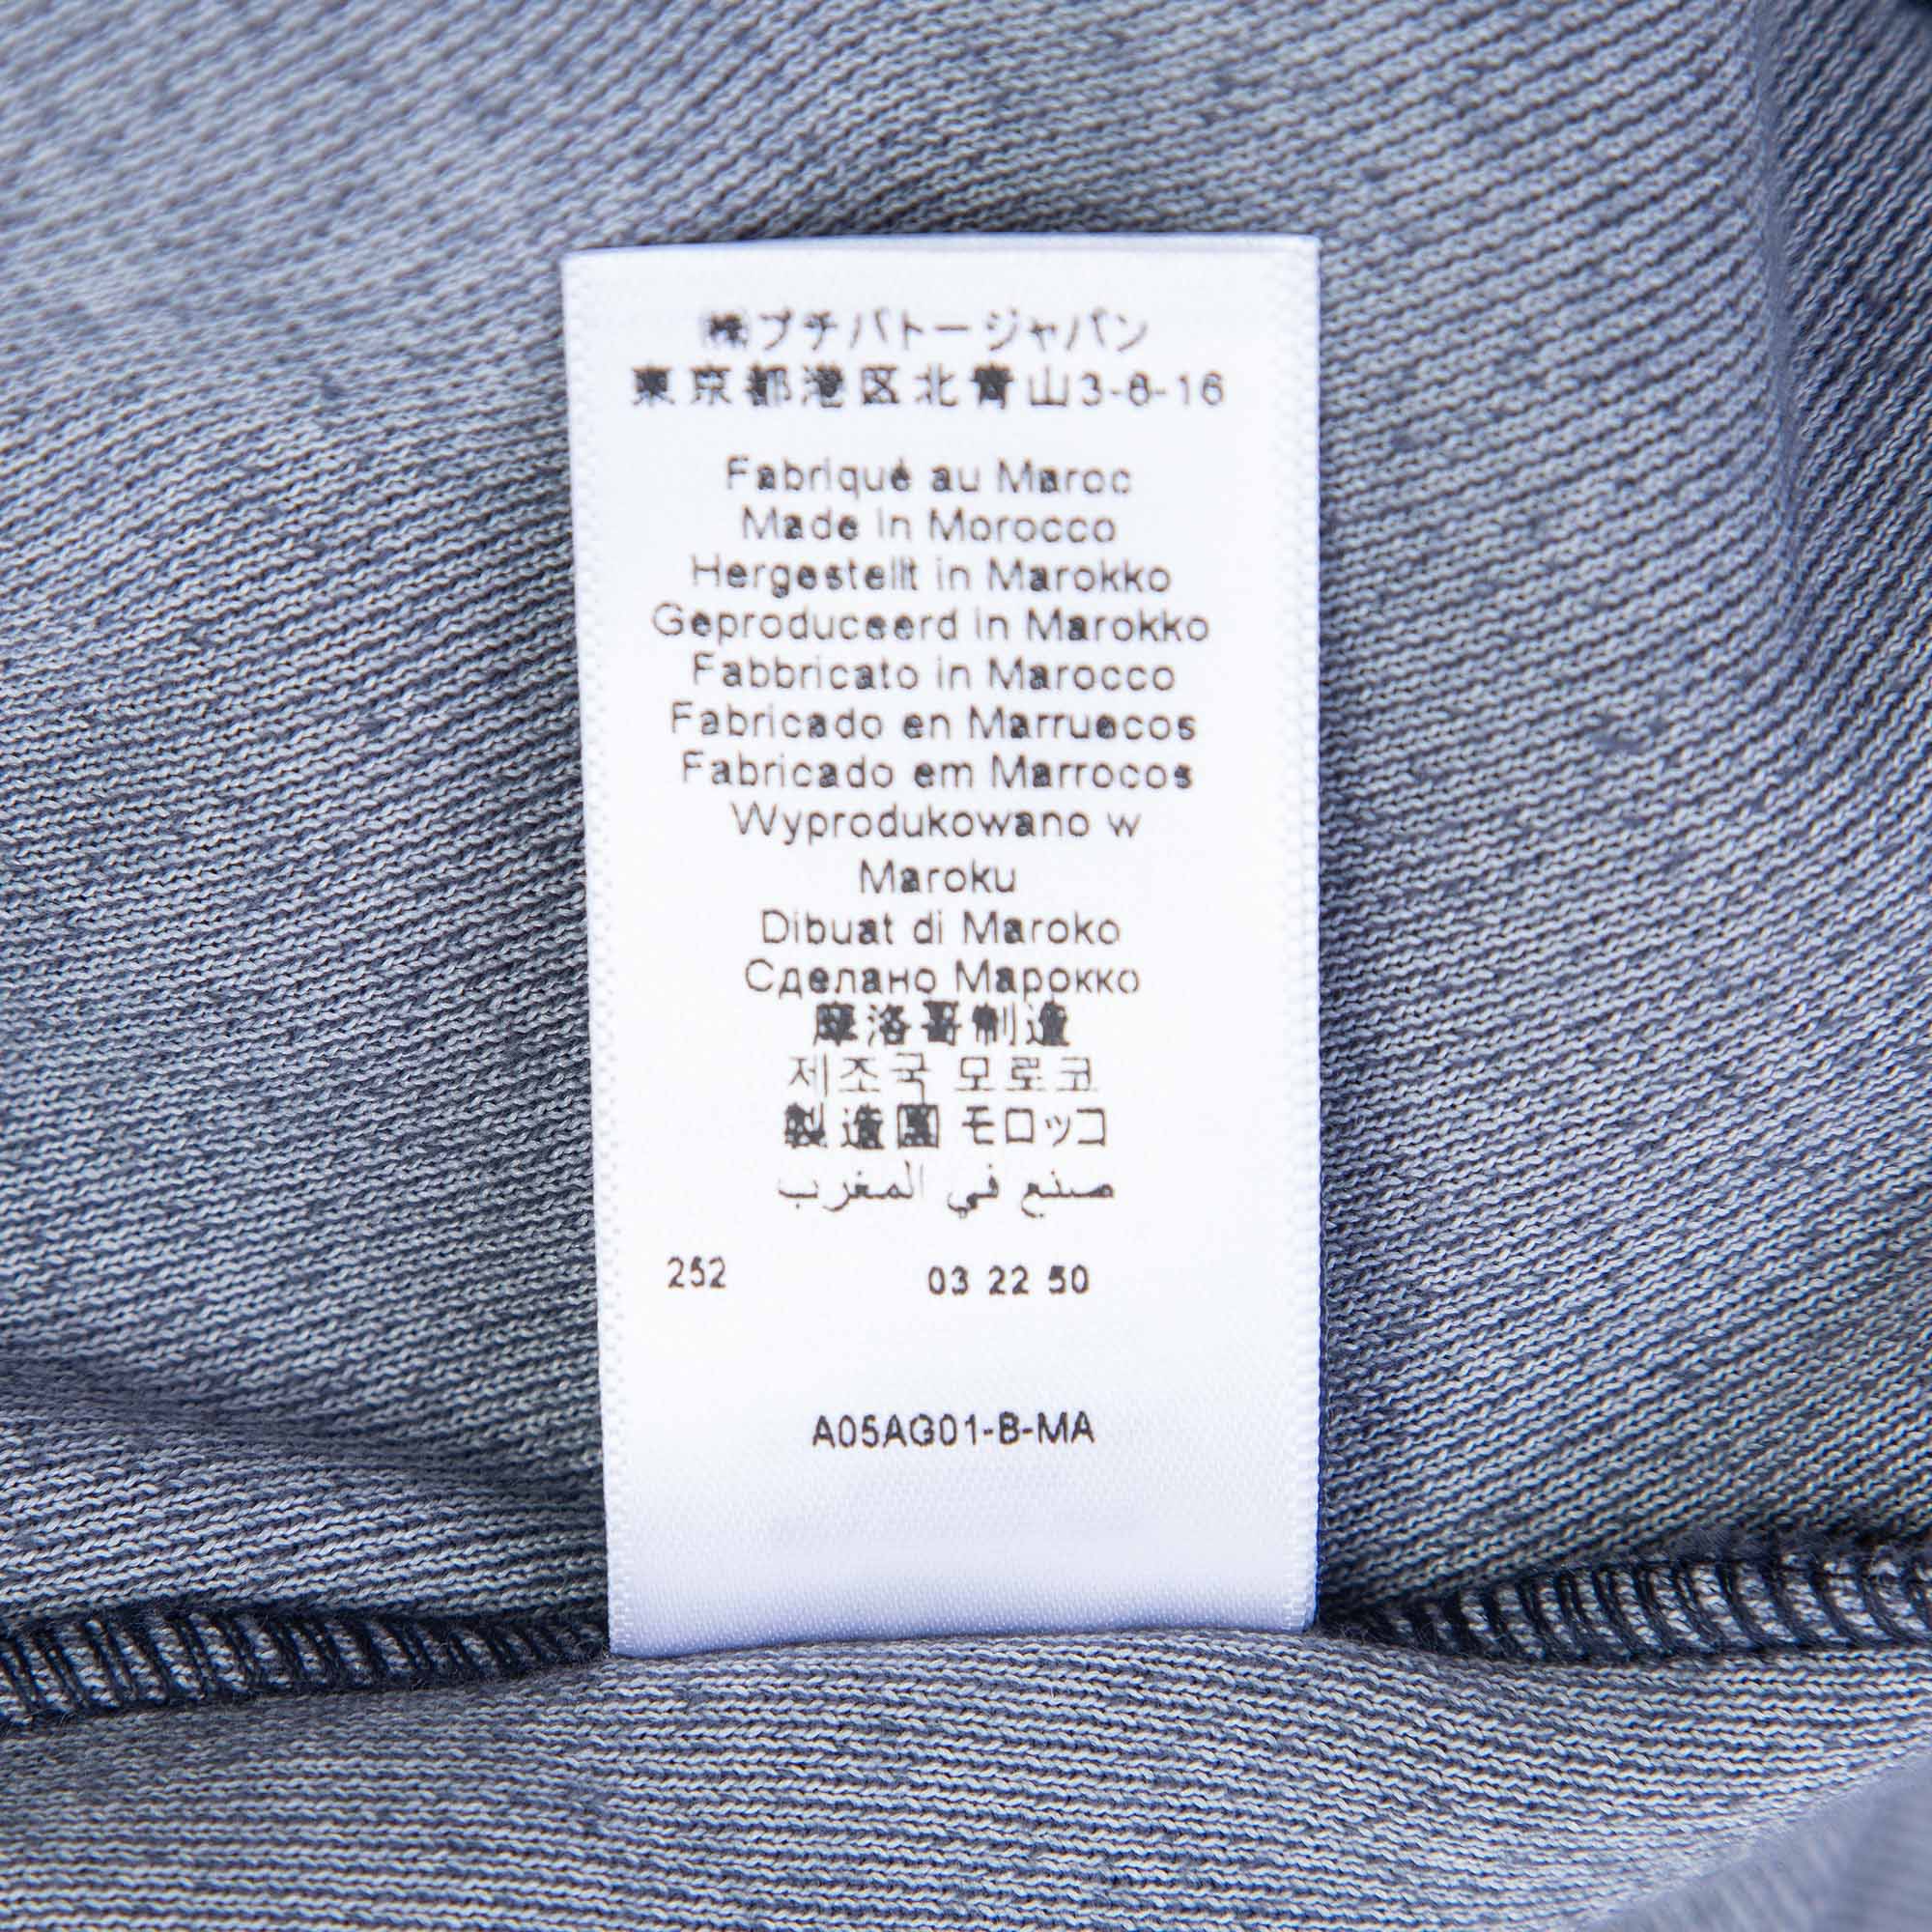 ㈱プチバトージャパン
東京都港区北青山3-6-16
Fabriqué au Maroc
Made in Morocco
Hergestellt in Marokko
Geproduceerd in Marokko
Fabbricato in Marocco
Fabricado en Marruecos
Fabricado em Marrocos
Wyprodukowano w
Maroku
Dibuat di Maroko
Сделано Марокко
摩洛哥制造
제조국 모로코
製造國 モロッコ
صنع في المغرب
252 03 22 50
A05AG01-B-MA